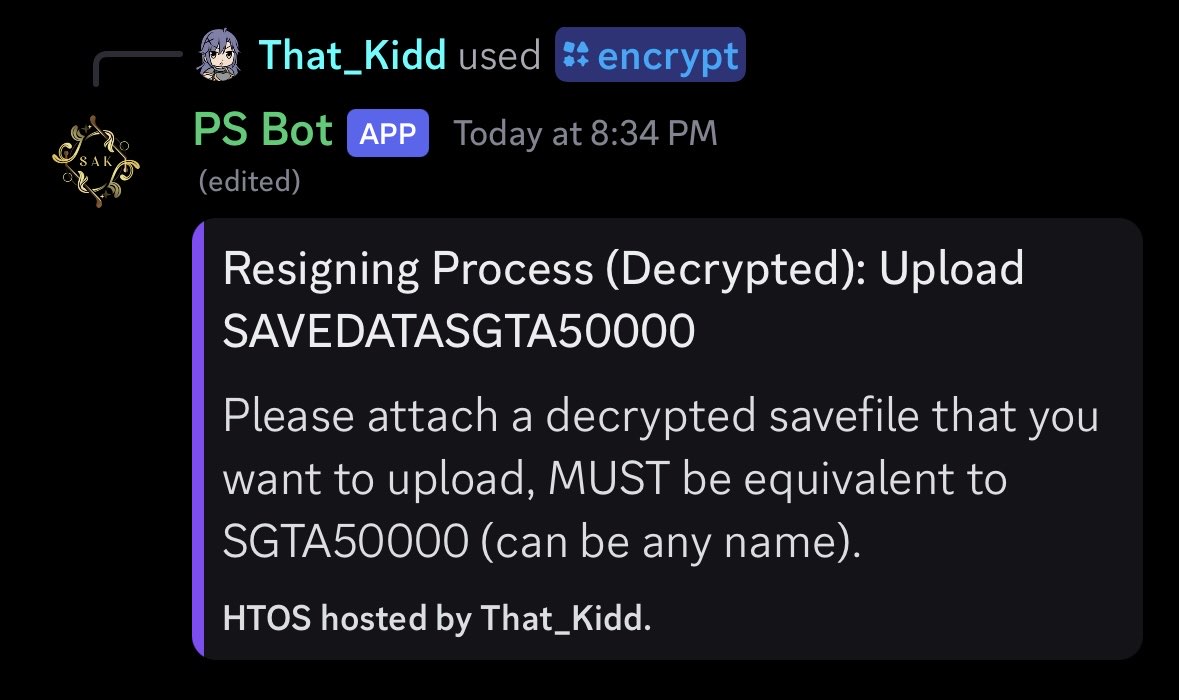 That_Kidd used encrypt
PS Bot APP Today at 8:34 PM
(edited)
SAK
Resigning Process (Decrypted): Upload
SAVEDATASGTA50000
Please attach a decrypted savefile that you
want to upload, MUST be equivalent to
SGTA50000 (can be any name).
HTOS hosted by That_Kidd.